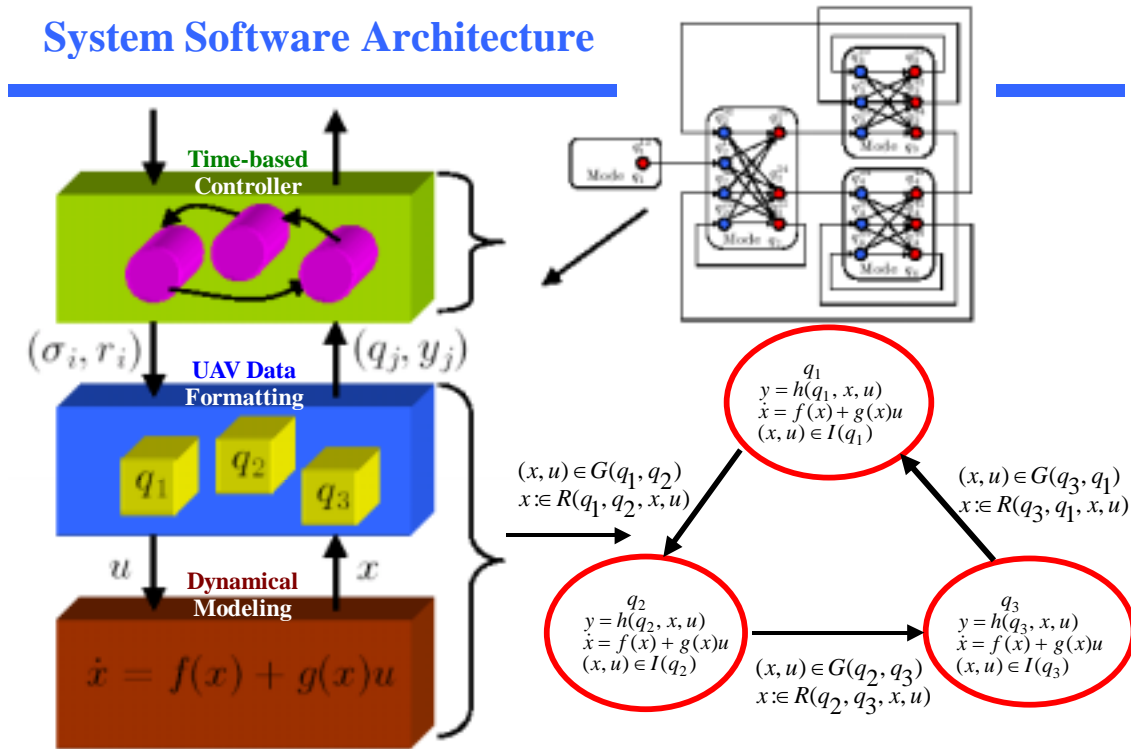 System Software Architecture
Time-based
Controller
(σᵢ, rᵢ)
(qⱼ, yⱼ)
UAV Data
Formatting
q₁
q₂
q₃
u
x
Dynamical
Modeling
ẋ = f(x) + g(x)u
Mode q₁
Mode
Mode
Mode
q₁
y = h(q₁, x, u)
ẋ = f(x) + g(x)u
(x, u) ∈ I(q₁)
(x, u) ∈ G(q₁, q₂)
x :∈ R(q₁, q₂, x, u)
(x, u) ∈ G(q₃, q₁)
x :∈ R(q₃, q₁, x, u)
q₂
y = h(q₂, x, u)
ẋ = f(x) + g(x)u
(x, u) ∈ I(q₂)
q₃
y = h(q₃, x, u)
ẋ = f(x) + g(x)u
(x, u) ∈ I(q₃)
(x, u) ∈ G(q₂, q₃)
x :∈ R(q₂, q₃, x, u)